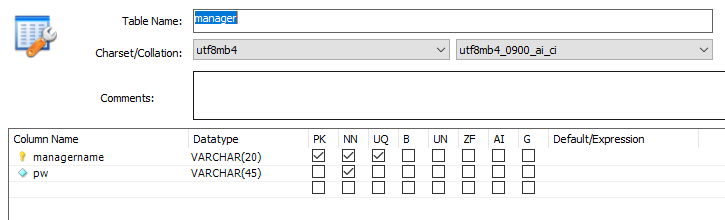 Table Name: manager
Charset/Collation: utf8mb4 utf8mb4_0900_ai_ci
Comments:
Column Name Datatype PK NN UQ B UN ZF AI G Default/Expression
managername VARCHAR(20)
pw VARCHAR(45)